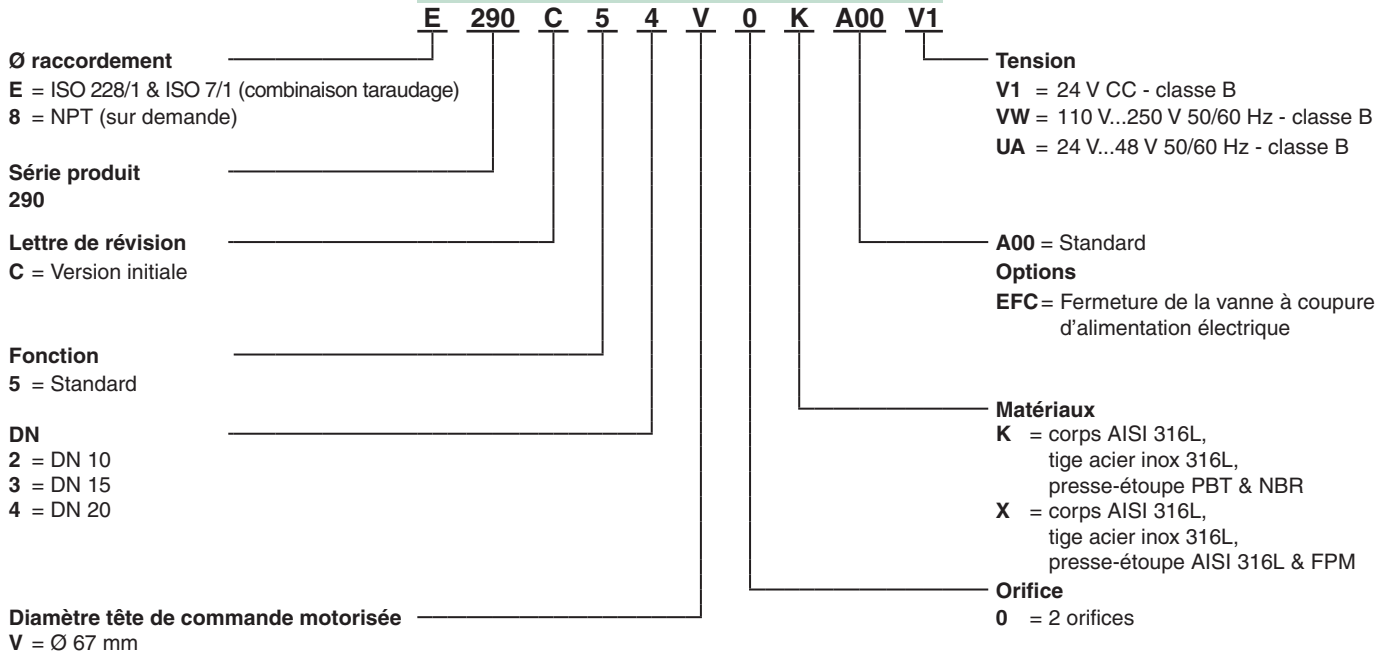 E 290 C 5 4 V 0 K A00 V1
Ø raccordement
E = ISO 228/1 & ISO 7/1 (combinaison taraudage)
8 = NPT (sur demande)
Série produit
290
Lettre de révision
C = Version initiale
Fonction
5 = Standard
DN
2 = DN 10
3 = DN 15
4 = DN 20
Diamètre tête de commande motorisée
V = Ø 67 mm
Tension
V1 = 24 V CC - classe B
VW = 110 V...250 V 50/60 Hz - classe B
UA = 24 V...48 V 50/60 Hz - classe B
A00 = Standard
Options
EFC = Fermeture de la vanne à coupure
d'alimentation électrique
Matériaux
K = corps AISI 316L,
tige acier inox 316L,
presse-étoupe PBT & NBR
X = corps AISI 316L,
tige acier inox 316L,
presse-étoupe AISI 316L & FPM
Orifice
0 = 2 orifices